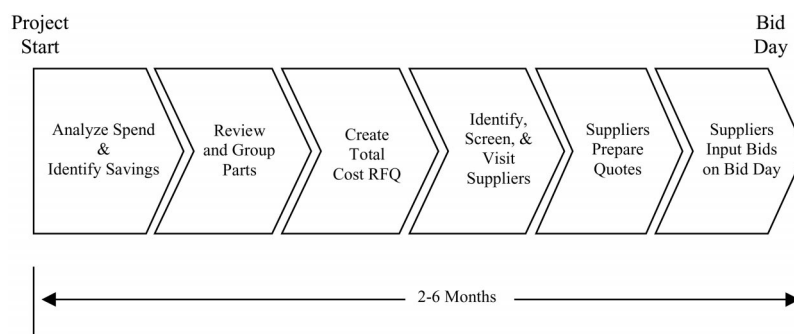 Project
Start
Bid
Day
Analyze Spend
&
Identify Savings
Review
and Group
Parts
Create
Total
Cost RFQ
Identify,
Screen, &
Visit
Suppliers
Suppliers
Prepare
Quotes
Suppliers
Input Bids
on Bid Day
2-6 Months